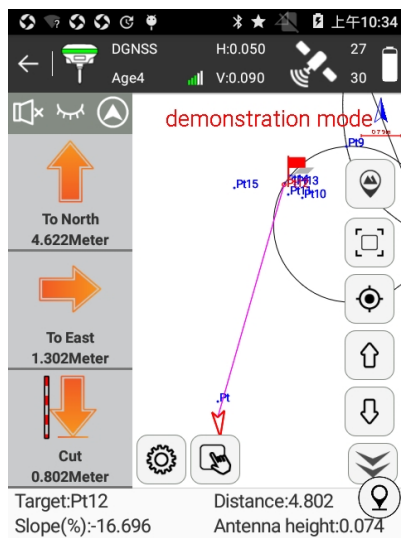 上午10:34
DGNSS H:0.050 27
Age4 V:0.090 30
demonstration mode
Pt9
Pt15
Pt10
To North
4.622Meter
To East
1.302Meter
Pt
Cut
0.802Meter
Target:Pt12 Distance:4.802
Slope(%):-16.696 Antenna height:0.074